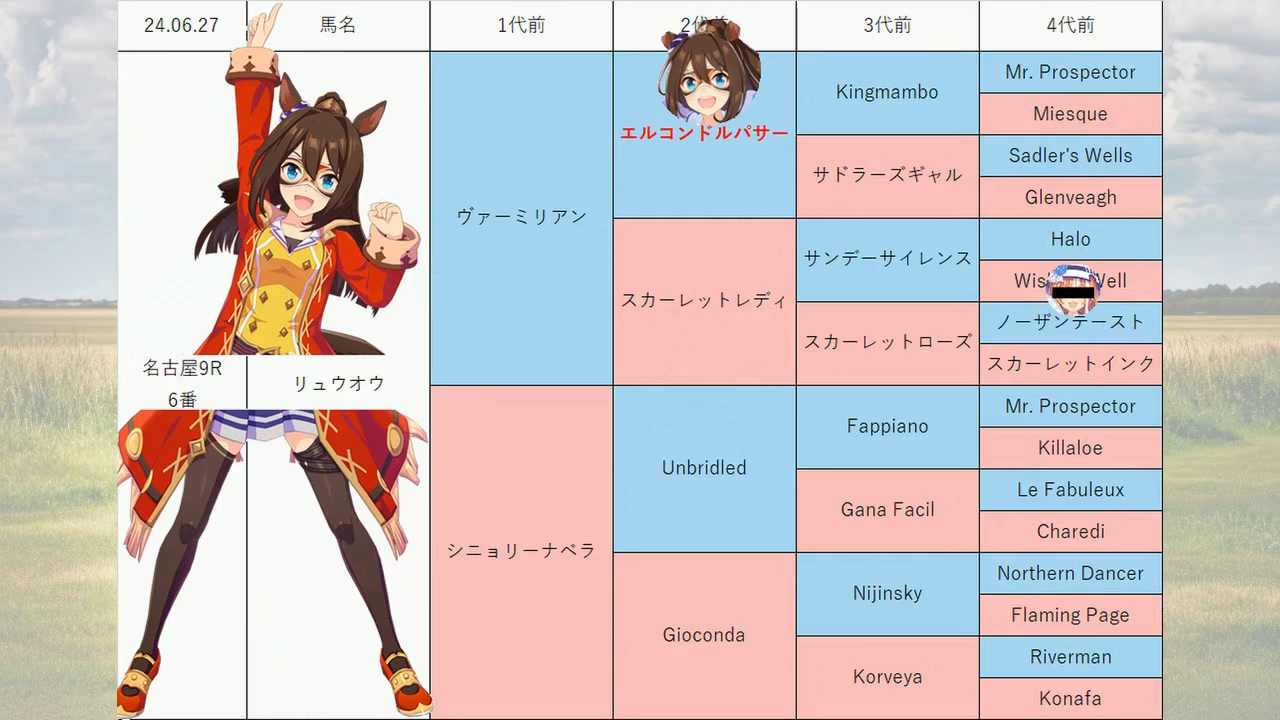 24.06.27
馬名
1代前
2代前
3代前
4代前
名古屋9R
6番
リュウオウ
ヴァーミリアン
シニョリーナベラ
エルコンドルパサー
スカーレットレディ
Unbridled
Gioconda
Kingmambo
サドラーズギャル
サンデーサイレンス
スカーレットローズ
Fappiano
Gana Facil
Nijinsky
Korveya
Mr. Prospector
Miesque
Sadler's Wells
Glenveagh
Halo
Well
ノーザンテースト
スカーレットインク
Mr. Prospector
Killaloe
Le Fabuleux
Charedi
Northern Dancer
Flaming Page
Riverman
Konafa